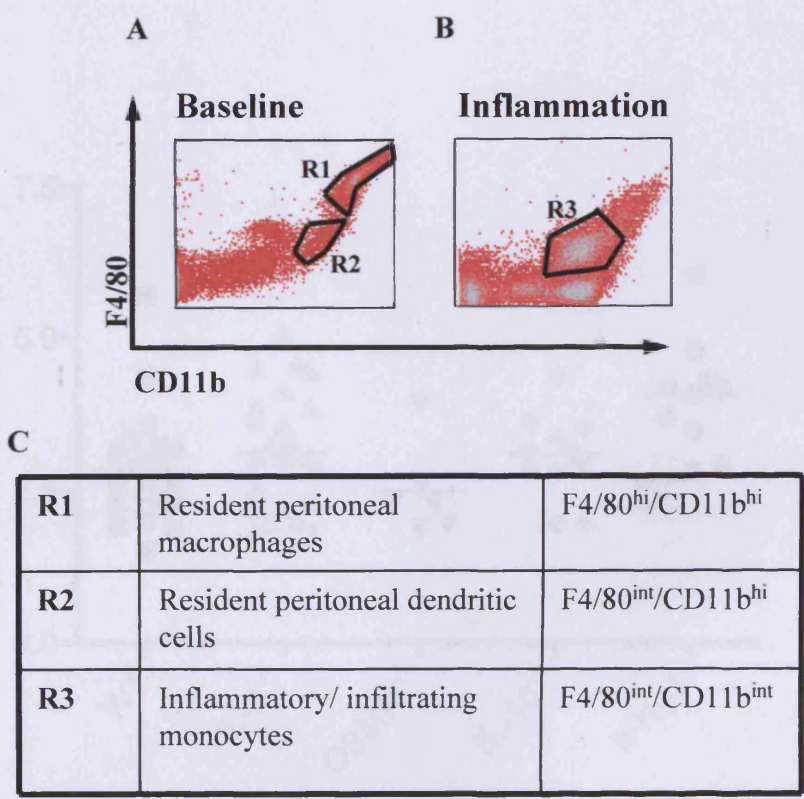 A
B
Baseline
Inflammation
R1
R2
R3
F4/80
CD11b
C
R1 Resident peritoneal macrophages F4/80hi/CD11bhi
R2 Resident peritoneal dendritic cells F4/80int/CD11bhi
R3 Inflammatory/ infiltrating monocytes F4/80int/CD11bint